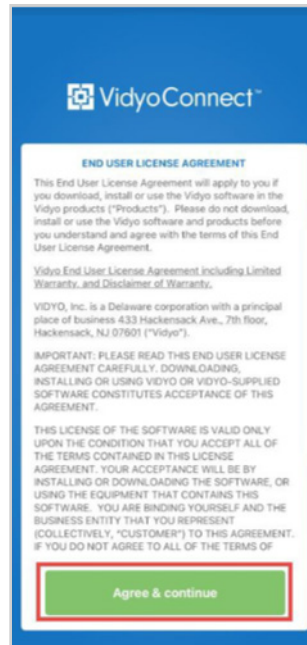 VidyoConnect™
END USER LICENSE AGREEMENT
This End User License Agreement will apply to you if
you download, install or use the Vidyo software in the
Vidyo products ("Products"). Please do not download,
install or use the Vidyo software and products before
you understand and agree with the terms of this End
User License Agreement.
Vidyo End User License Agreement including Limited
Warranty, and Disclaimer of Warranty.
VIDYO, Inc. is a Delaware corporation with a principal
place of business 433 Hackensack Ave., 7th floor,
Hackensack, NJ 07601 ("Vidyo").
IMPORTANT: PLEASE READ THIS END USER LICENSE
AGREEMENT CAREFULLY. DOWNLOADING,
INSTALLING OR USING VIDYO OR VIDYO-SUPPLIED
SOFTWARE CONSTITUTES ACCEPTANCE OF THIS
AGREEMENT.
THIS LICENSE OF THE SOFTWARE IS VALID ONLY
UPON THE CONDITION THAT YOU ACCEPT ALL OF
THE TERMS CONTAINED IN THIS LICENSE
AGREEMENT. YOUR ACCEPTANCE WILL BE BY
INSTALLING OR DOWNLOADING THE SOFTWARE, OR
USING THE EQUIPMENT THAT CONTAINS THIS
SOFTWARE. YOU ARE BINDING YOURSELF AND THE
BUSINESS ENTITY THAT YOU REPRESENT
(COLLECTIVELY, "CUSTOMER") TO THIS AGREEMENT.
IF YOU DO NOT AGREE TO ALL OF THE TERMS OF
Agree & continue